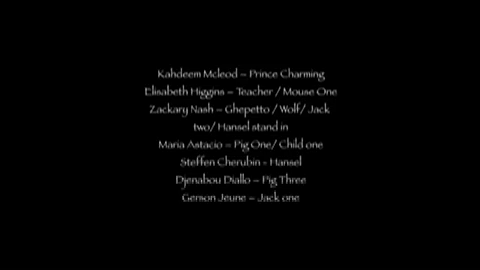 Kahdeem Mcleod – Prince Charming
Elisabeth Higgins – Teacher / Mouse One
Zackary Nash – Ghepetto / Wolf/ Jack
two/ Hansel stand in
Maria Astacio – Pig One/ Child one
Steffen Cherubin - Hansel
Djenabou Diallo – Pig Three
Gerson Jeune – Jack one